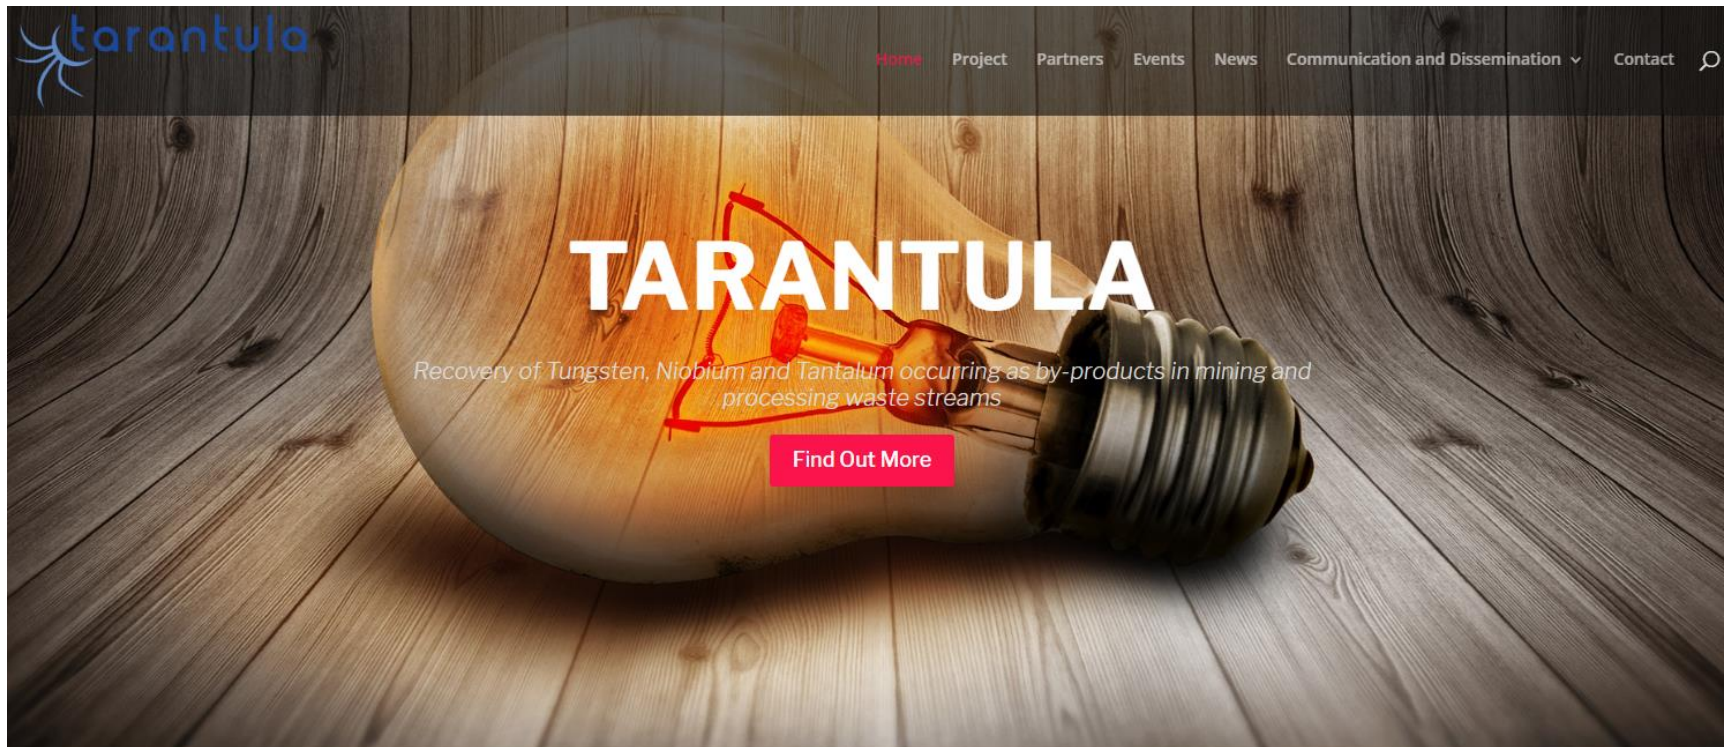 tarantula
Home Project Partners Events News Communication and Dissemination Contact
TARANTULA
Recovery of Tungsten, Niobium and Tantalum occurring as by-products in mining and
processing waste streams
Find Out More